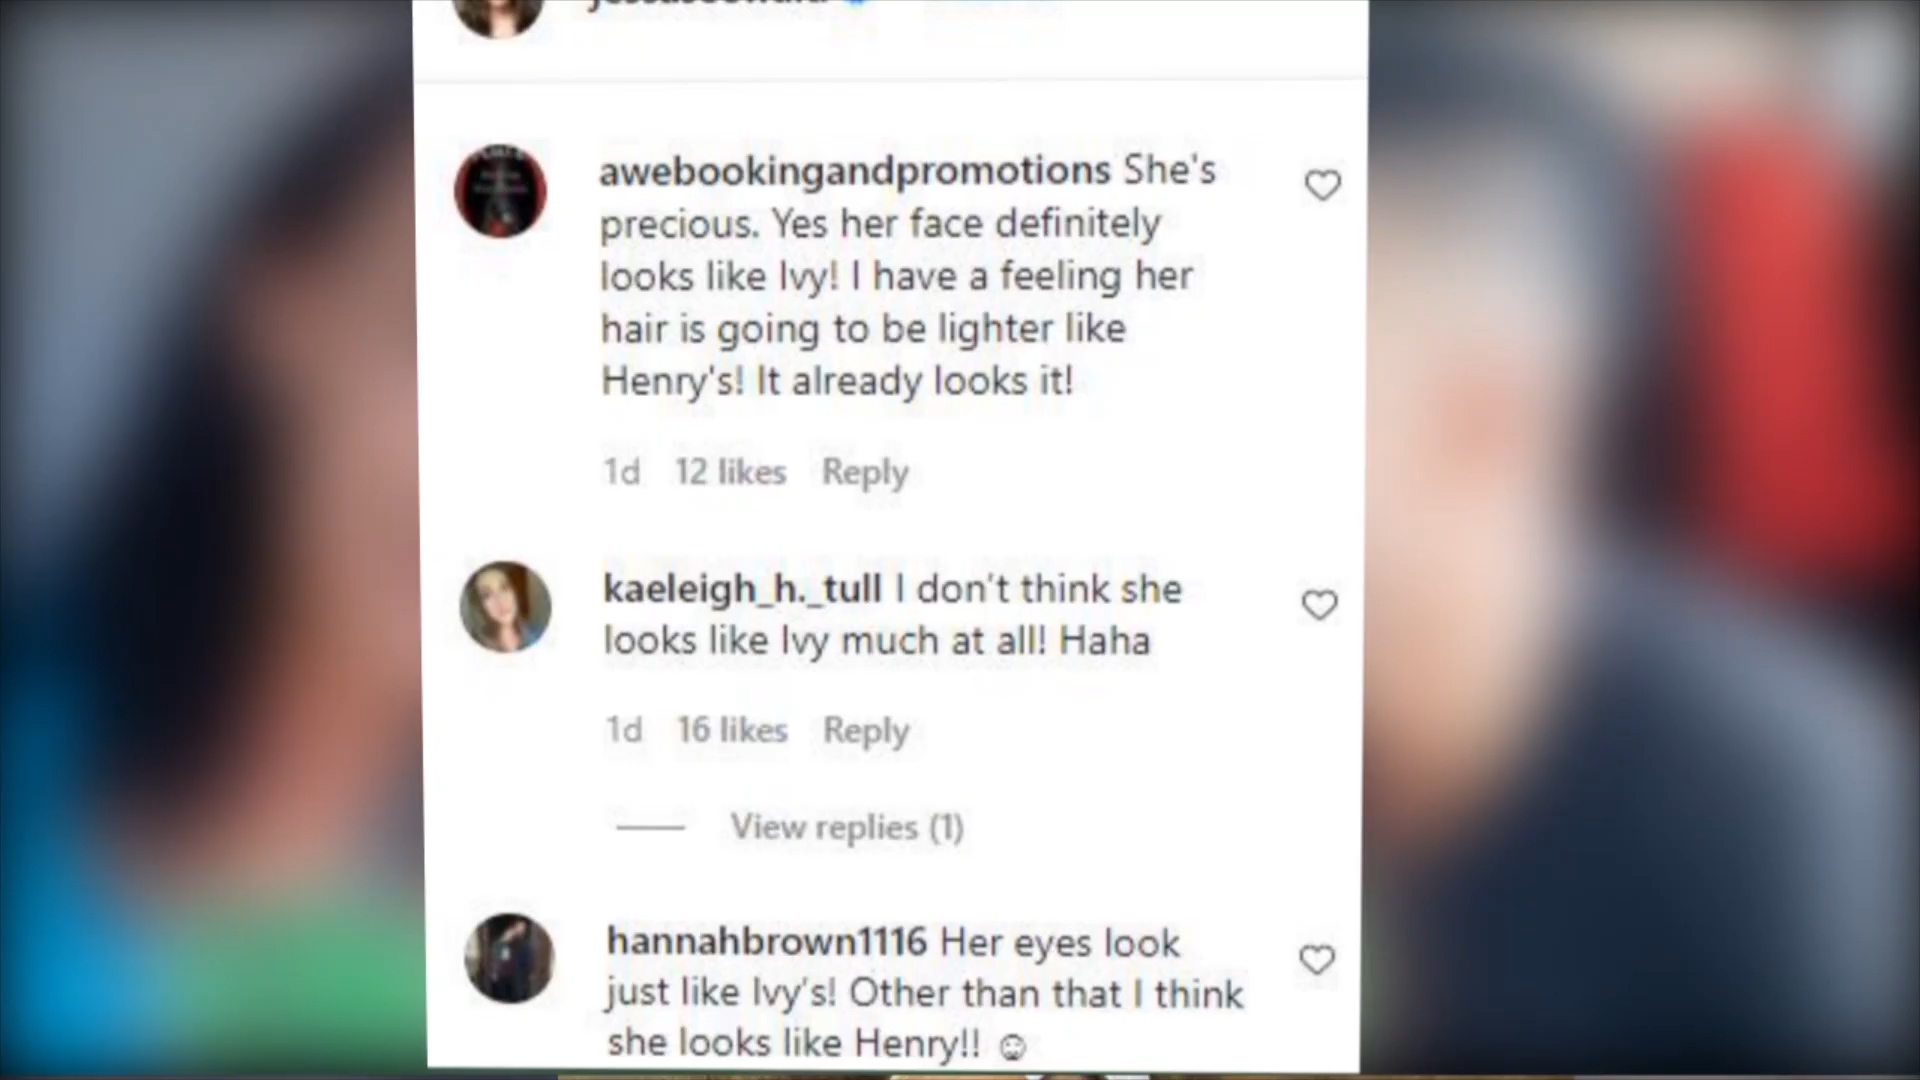 awebookingandpromotions She's
precious. Yes her face definitely
looks like Ivy! I have a feeling her
hair is going to be lighter like
Henry's! It already looks it!
1d 12 likes Reply
kaeleigh_h._tull I don't think she
looks like Ivy much at all! Haha
1d 16 likes Reply
View replies (1)
hannahbrown1116 Her eyes look
just like Ivy's! Other than that I think
she looks like Henry!! ☺